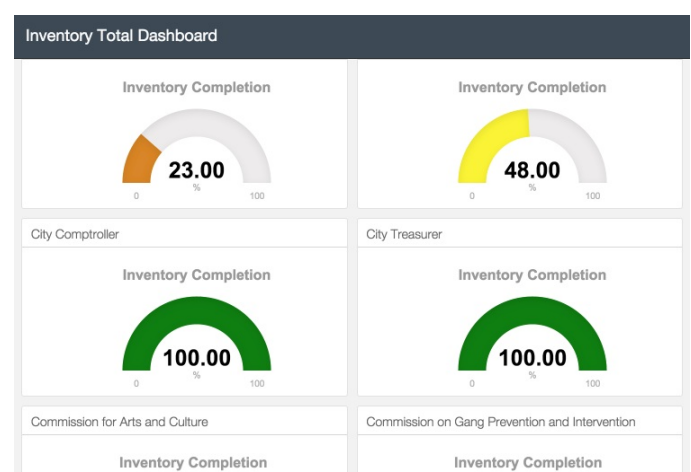 Inventory Total Dashboard
Inventory Completion
23.00
%
0
100
Inventory Completion
48.00
%
0
100
City Comptroller
Inventory Completion
100.00
%
0
100
City Treasurer
Inventory Completion
100.00
%
0
100
Commission for Arts and Culture
Inventory Completion
Commission on Gang Prevention and Intervention
Inventory Completion